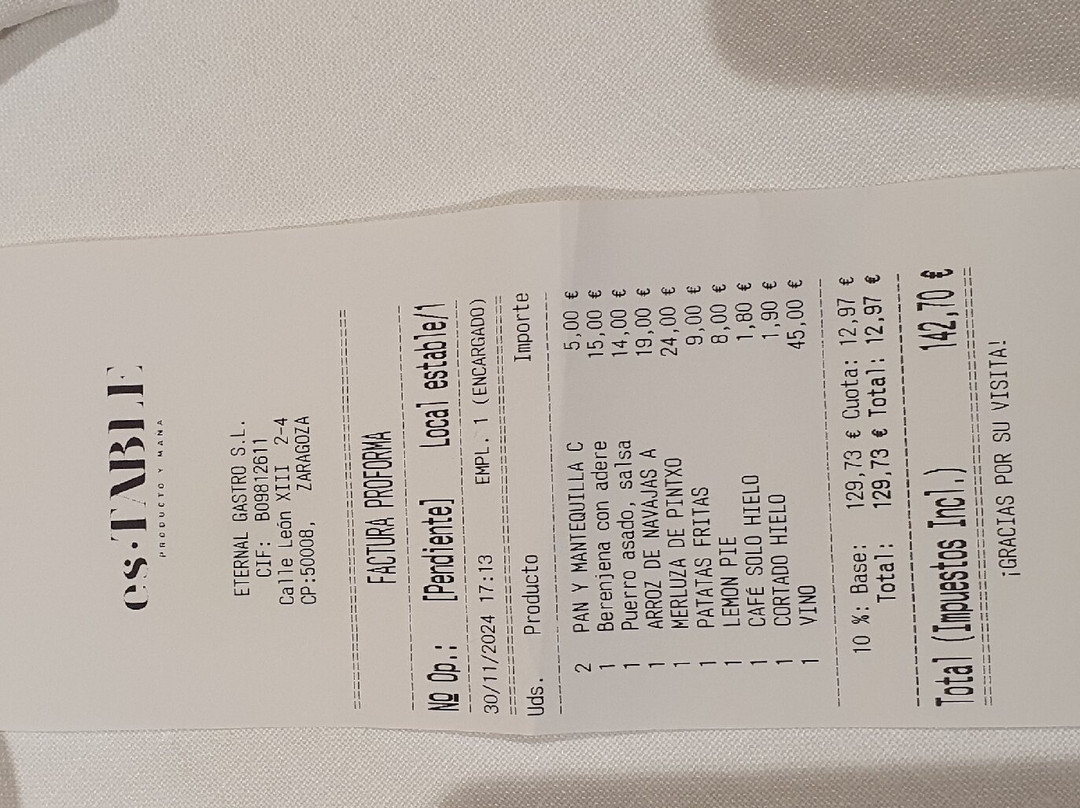 es·TABLE
PRODUCTO Y MAÑA
ETERNAL GASTRO S.L.
CIF: B09812611
Calle León XIII 2-4
CP:50008, ZARAGOZA
FACTURA PROFORMA
Nº Op.: [Pendiente] Local estable/1
30/11/2024 17:13 EMPL. 1 (ENCARGADO)
Uds. Producto Importe
2 PAN Y MANTEQUILLA C 5,00 €
1 Berenjena con adere 15,00 €
1 Puerro asado, salsa 14,00 €
1 ARROZ DE NAVAJAS A 19,00 €
1 MERLUZA DE PINTXO 24,00 €
1 PATATAS FRITAS 9,00 €
1 LEMON PIE 8,00 €
1 CAFÉ SOLO HIELO 1,80 €
1 CORTADO HIELO 1,90 €
1 VINO 45,00 €
10 %: Base: 129,73 € Cuota: 12,97 €
Total: 129,73 € Total: 12,97 €
Total (Impuestos Incl.) 142,70 €
¡GRACIAS POR SU VISITA!